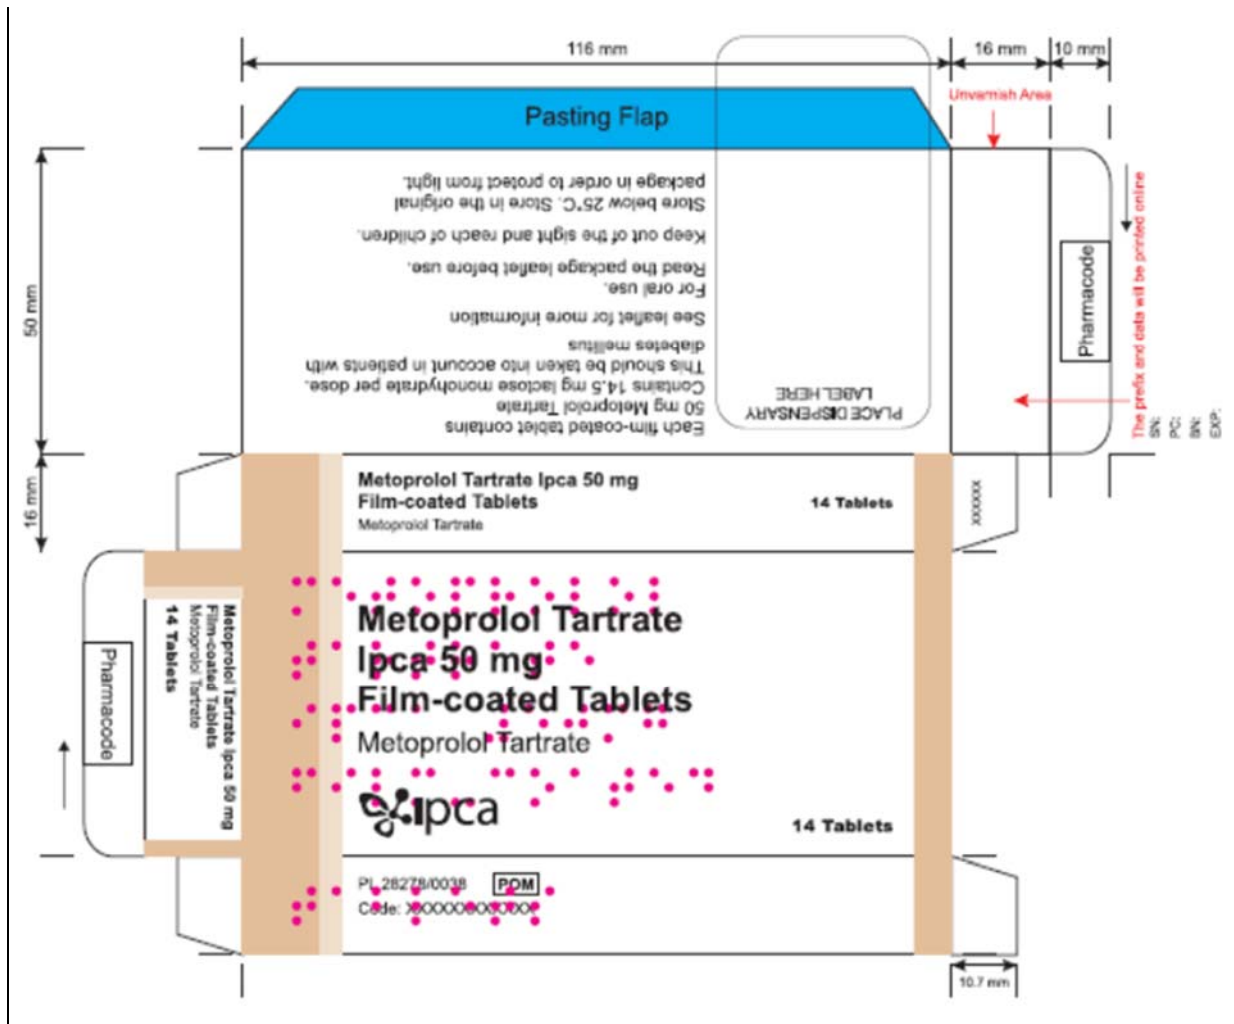 116 mm
16 mm
10 mm
Unvarnish Area
Pasting Flap
50 mm
16 mm
Each film-coated tablet contains
50 mg Metoprolol Tartrate
Contains 14.5 mg lactose monohydrate per dose.
This should be taken into account in patients with
diabetes mellitus
See leaflet for more information
For oral use.
Read the package leaflet before use.
Keep out of the sight and reach of children.
Store below 25°C. Store in the original
package in order to protect from light.
PLACE DISPENSARY
LABEL HERE
Pharmacode
The prefix and data will be printed online
SN:
PC:
BN:
EXP:
Metoprolol Tartrate Ipca 50 mg
Film-coated Tablets
Metoprolol Tartrate
14 Tablets
XXXXXX
Metoprolol Tartrate Ipca 50 mg
Film-coated Tablets
Metoprolol Tartrate
14 Tablets
Pharmacode
Metoprolol Tartrate
Ipca 50 mg
Film-coated Tablets
Metoprolol Tartrate
ipca
14 Tablets
PL 28278/0038
POM
Code:
10.7 mm